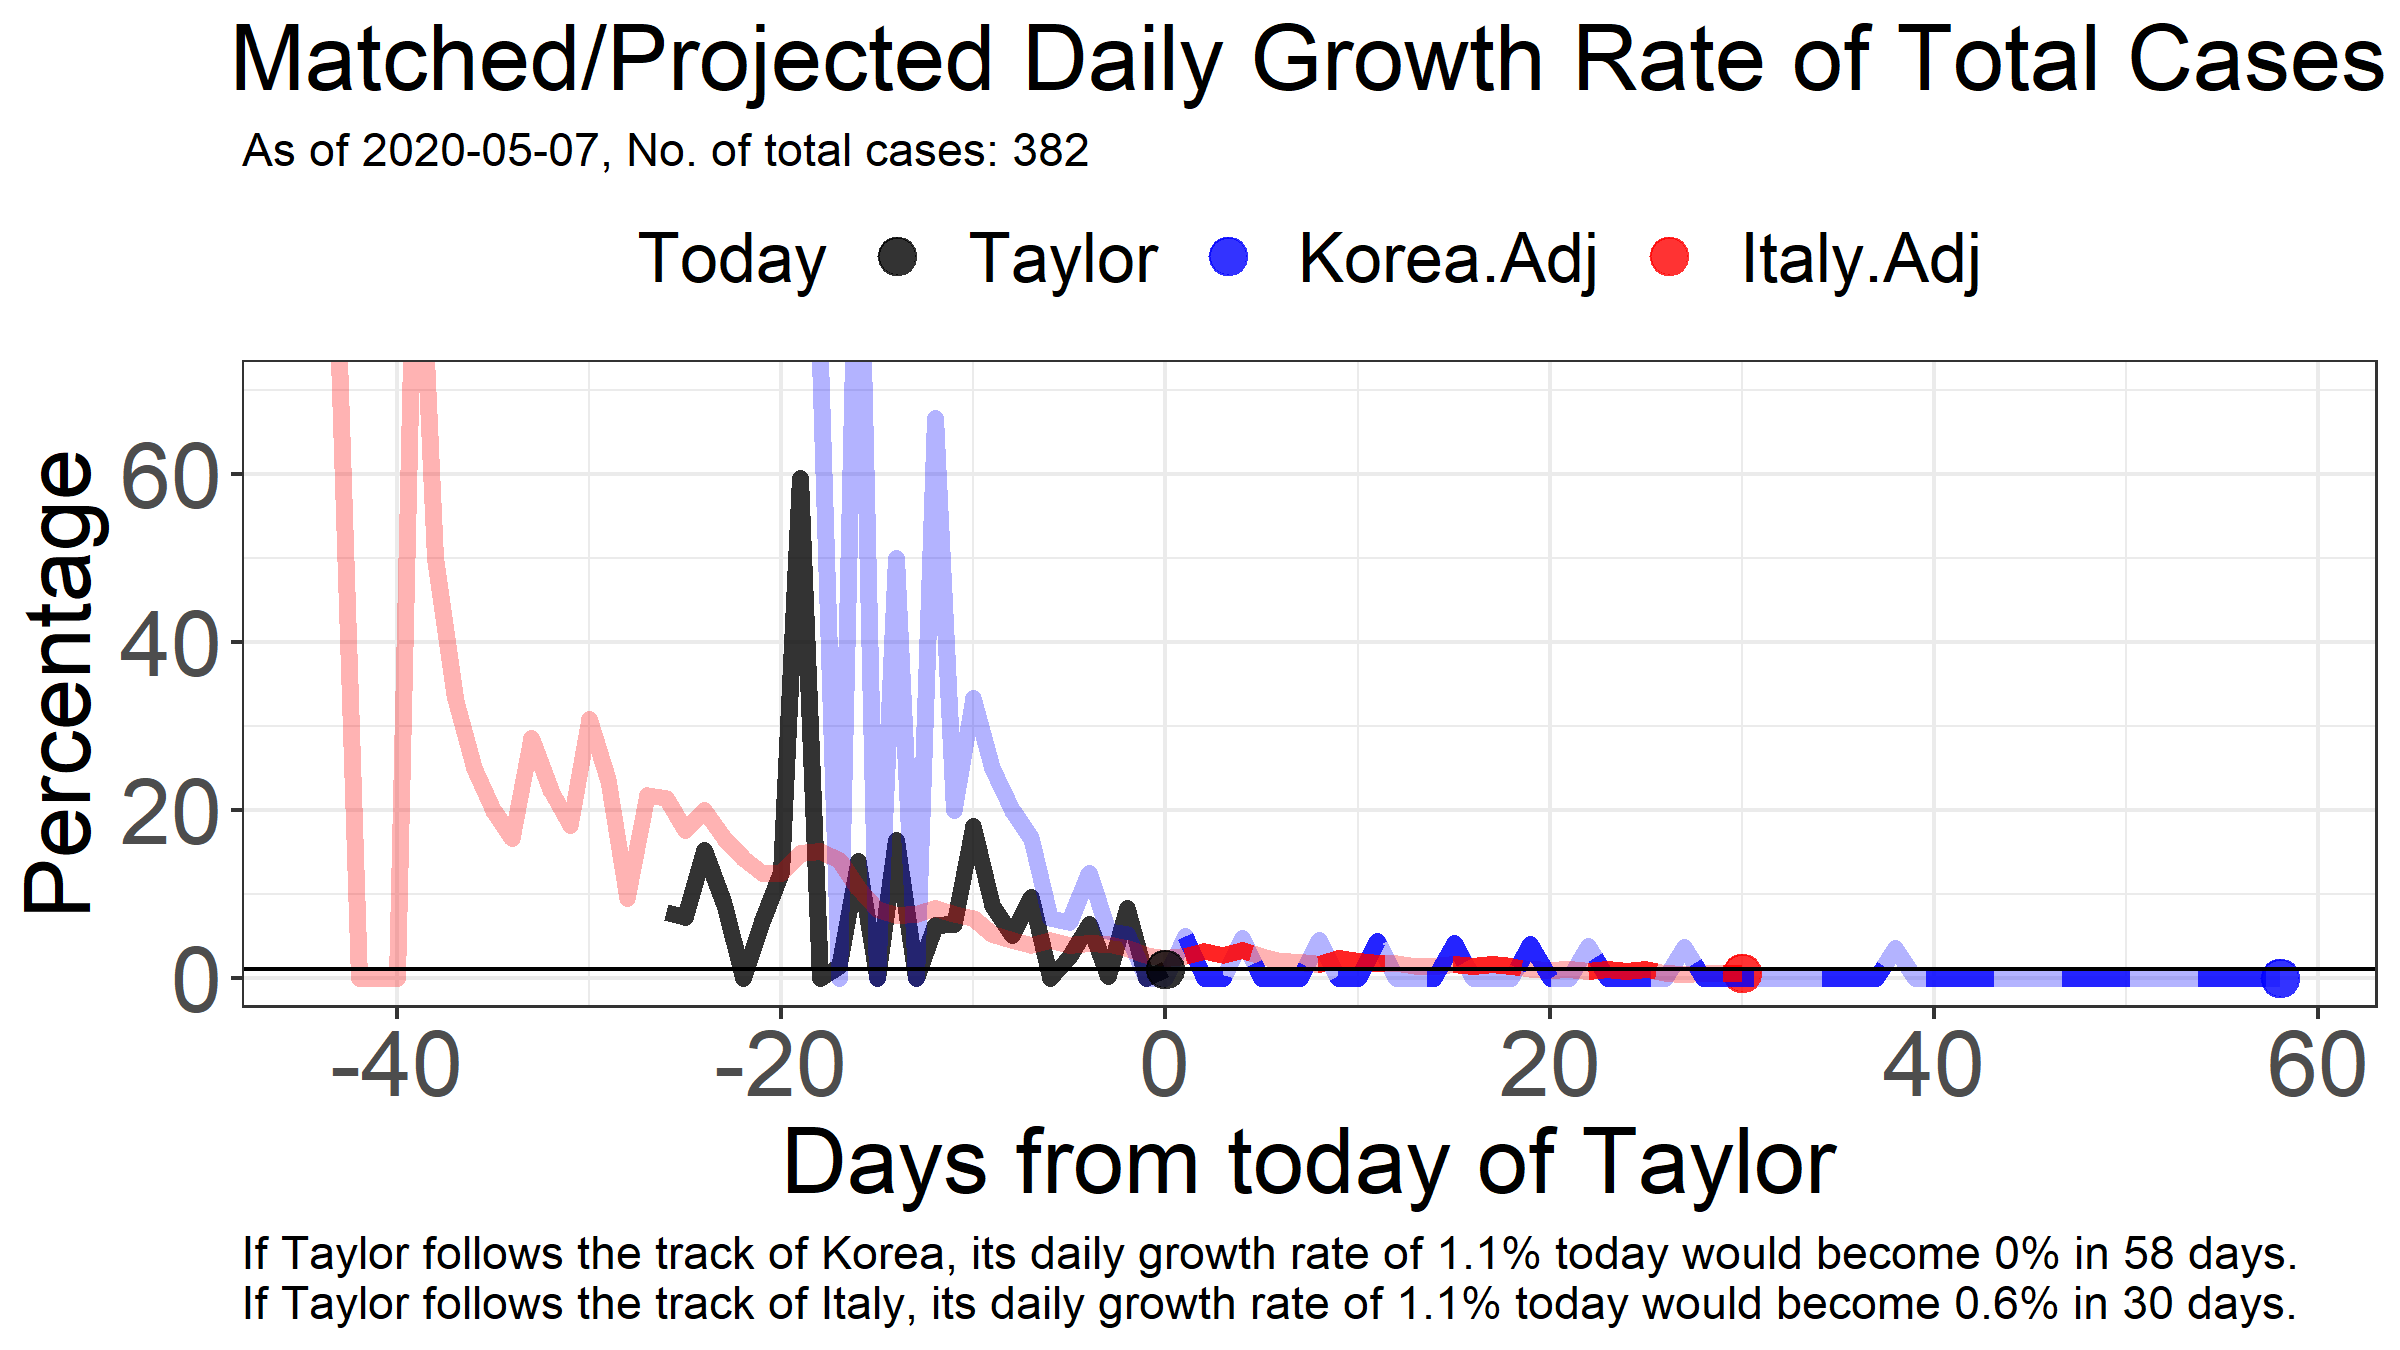 Matched/Projected Daily Growth Rate of Total Cases
As of 2020-05-07, No. of total cases: 382
Today Taylor Korea.Adj Italy.Adj
Percentage
60
40
20
0
-40 -20 0 20 40 60
Days from today of Taylor
If Taylor follows the track of Korea, its daily growth rate of 1.1% today would become 0% in 58 days.
If Taylor follows the track of Italy, its daily growth rate of 1.1% today would become 0.6% in 30 days.